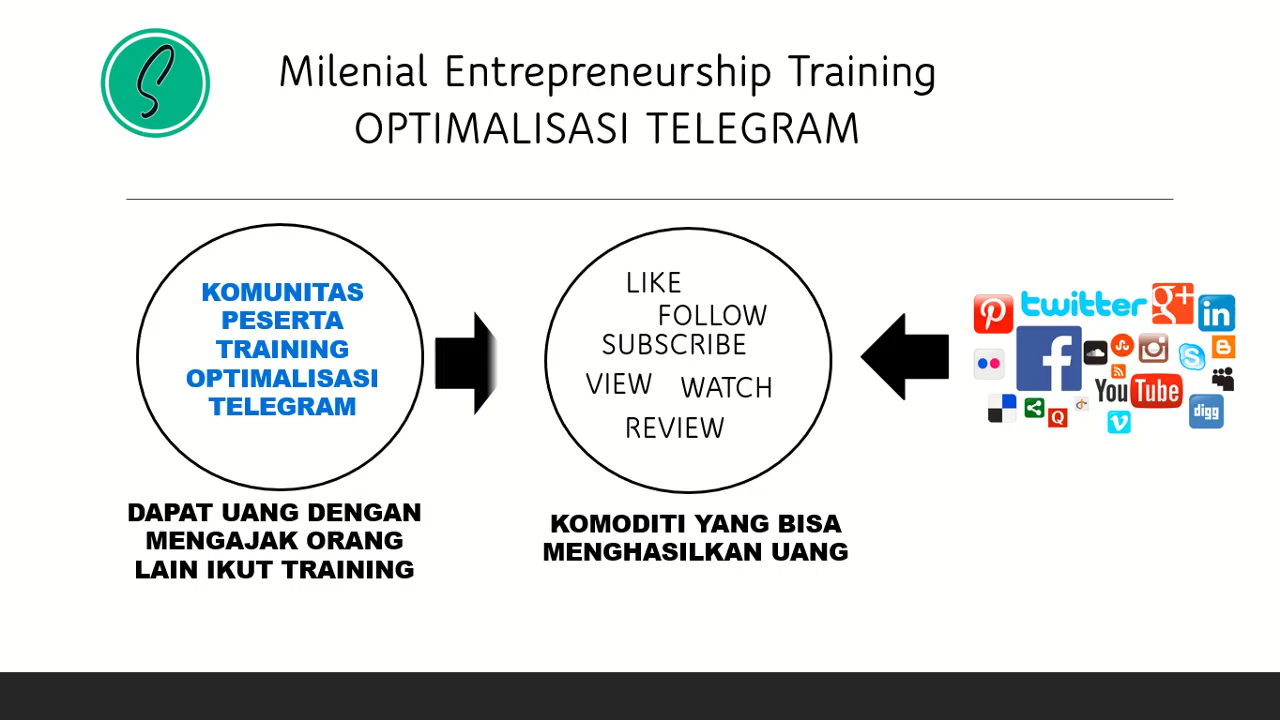 S
Milenial Entrepreneurship Training
OPTIMALISASI TELEGRAM
KOMUNITAS
PESERTA
TRAINING
OPTIMALISASI
TELEGRAM
DAPAT UANG DENGAN
MENGAJAK ORANG
LAIN IKUT TRAINING
LIKE
FOLLOW
SUBSCRIBE
VIEW WATCH
REVIEW
KOMODITI YANG BISA
MENGHASILKAN UANG
twitter
g+
in
f
You Tube
digg